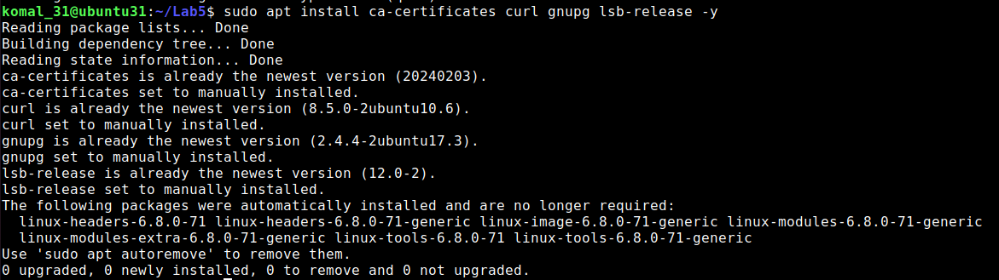 komal_31@ubuntu31:~/Lab5$ sudo apt install ca-certificates curl gnupg lsb-release -y
Reading package lists... Done
Building dependency tree... Done
Reading state information... Done
ca-certificates is already the newest version (20240203).
ca-certificates set to manually installed.
curl is already the newest version (8.5.0-2ubuntu10.6).
curl set to manually installed.
gnupg is already the newest version (2.4.4-2ubuntu17.3).
gnupg set to manually installed.
lsb-release is already the newest version (12.0-2).
lsb-release set to manually installed.
The following packages were automatically installed and are no longer required:
  linux-headers-6.8.0-71 linux-headers-6.8.0-71-generic linux-image-6.8.0-71-generic linux-modules-6.8.0-71-generic
  linux-modules-extra-6.8.0-71-generic linux-tools-6.8.0-71 linux-tools-6.8.0-71-generic
Use 'sudo apt autoremove' to remove them.
0 upgraded, 0 newly installed, 0 to remove and 0 not upgraded.